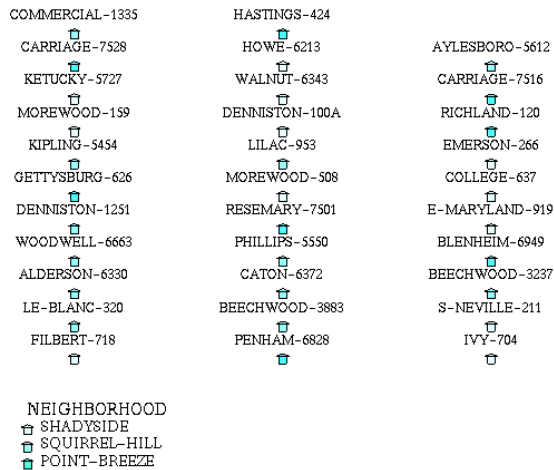 COMMERCIAL-1335 HASTINGS-424
CARRIAGE-7528 HOWE-6213 AYLESBORO-5612
KETUCKY-5727 WALNUT-6343 CARRIAGE-7516
MOREWOOD-159 DENNISTON-100A RICHLAND-120
KIPLING-5454 LILAC-953 EMERSON-266
GETTYSBURG-626 MOREWOOD-508 COLLEGE-637
DENNISTON-1251 RESEMARY-7501 E-MARYLAND-919
WOODWELL-6663 PHILLIPS-5550 BLENHEIM-6949
ALDERSON-6330 CATON-6372 BEECHWOOD-3237
LE-BLANC-320 BEECHWOOD-3883 S-NEVILLE-211
FILBERT-718 PENHAM-6828 IVY-704
NEIGHBORHOOD
SHADYSIDE
SQUIRREL-HILL
POINT-BREEZE